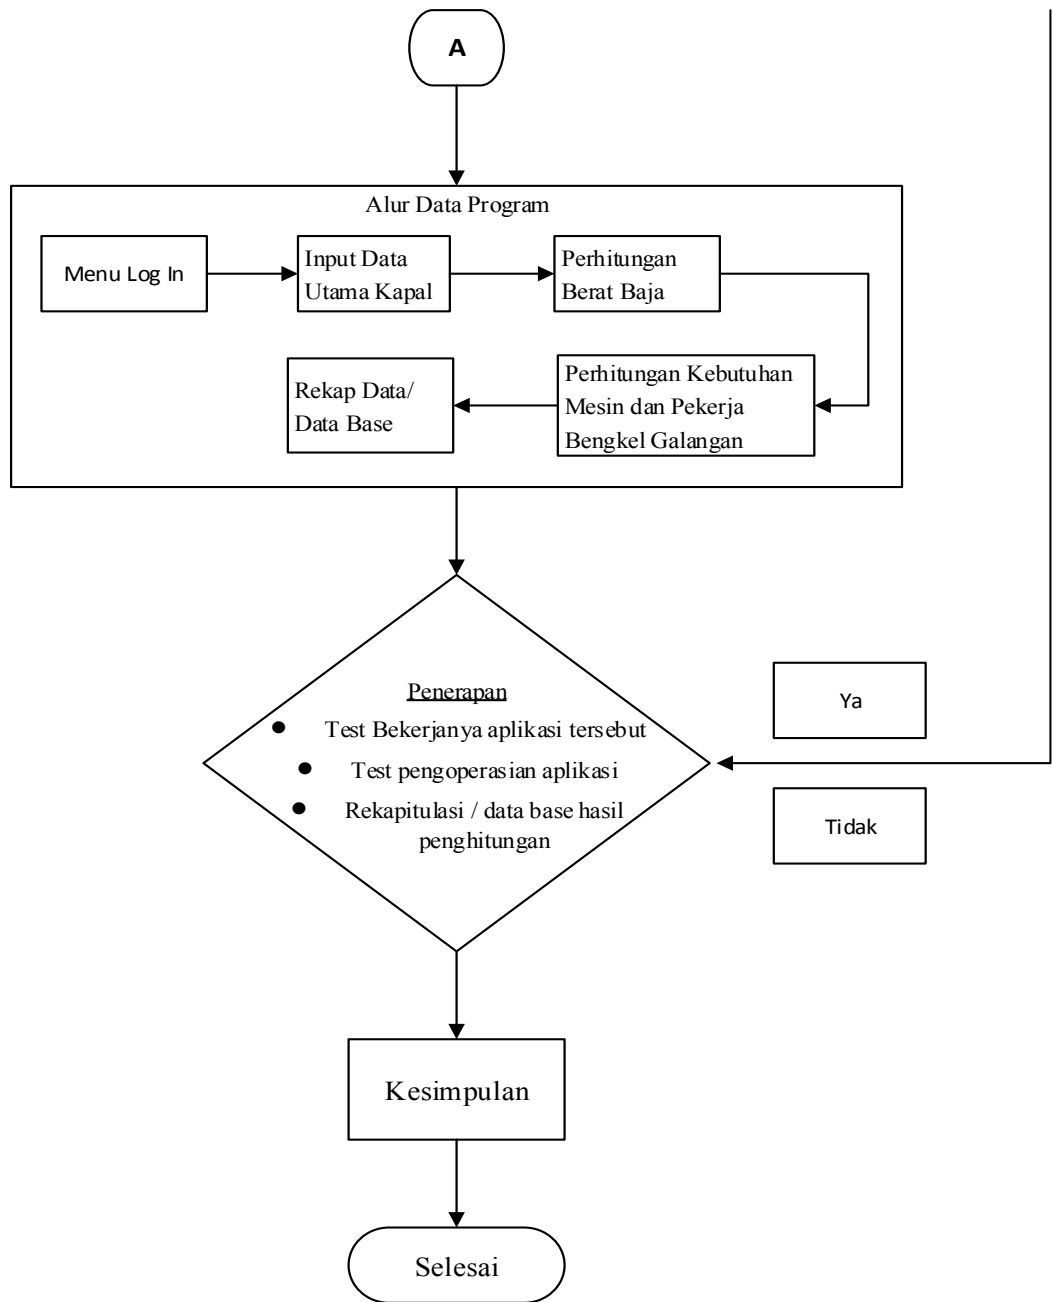 A
Alur Data Program
Menu Log In
Input Data
Utama Kapal
Perhitungan
Berat Baja
Perhitungan Kebutuhan
Mesin dan Pekerja
Bengkel Galangan
Rekap Data/
Data Base
Penerapan
● Test Bekerjanya aplikasi tersebut
● Test pengoperasian aplikasi
● Rekapitulasi / data base hasil
penghitungan
Ya
Tidak
Kesimpulan
Selesai